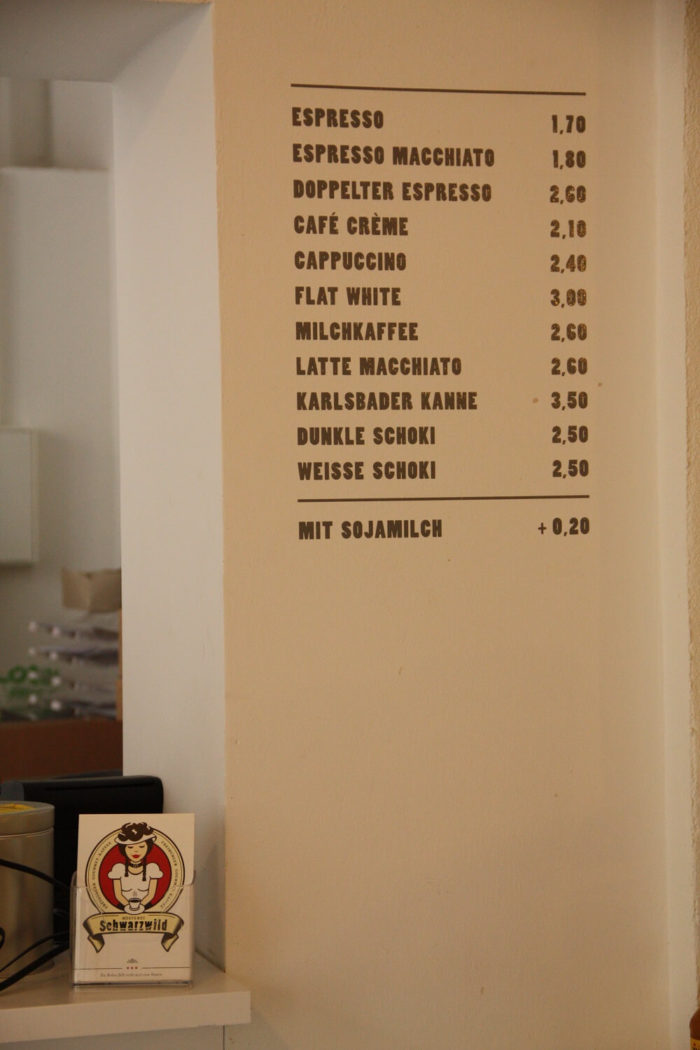 ESPRESSO 1,70
ESPRESSO MACCHIATO 1,80
DOPPELTER ESPRESSO 2,60
CAFÉ CRÈME 2,10
CAPPUCCINO 2,40
FLAT WHITE 3,00
MILCHKAFFEE 2,60
LATTE MACCHIATO 2,60
KARLSBADER KANNE 3,50
DUNKLE SCHOKI 2,50
WEISSE SCHOKI 2,50
MIT SOJAMILCH + 0,20
Schwarzwild